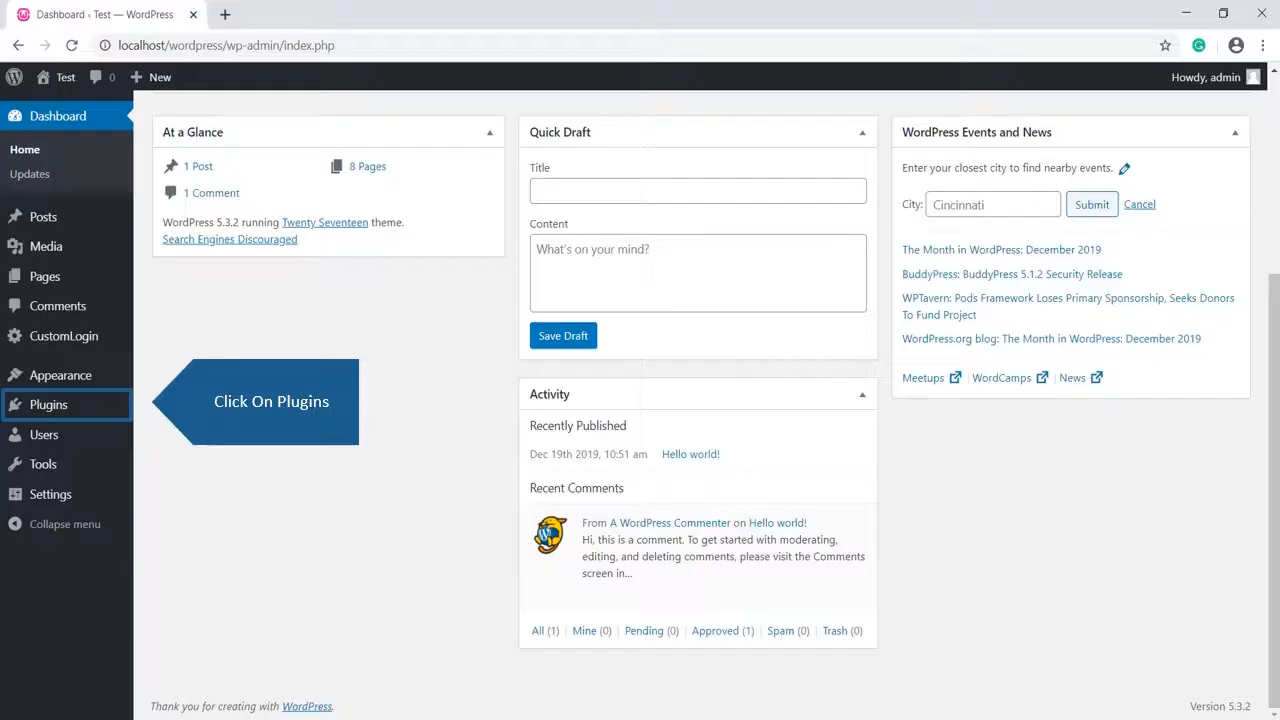 Dashboard ‹ Test — WordPress
localhost/wordpress/wp-admin/index.php
Test 0 New Howdy, admin
Dashboard
Home
Updates
Posts
Media
Pages
Comments
CustomLogin
Appearance
Plugins
Users
Tools
Settings
Collapse menu
At a Glance
1 Post 8 Pages
1 Comment
WordPress 5.3.2 running Twenty Seventeen theme.
Search Engines Discouraged
Click On Plugins
Quick Draft
Title
Content
What's on your mind?
Save Draft
Activity
Recently Published
Dec 19th 2019, 10:51 am Hello world!
Recent Comments
From A WordPress Commenter on Hello world!
Hi, this is a comment. To get started with moderating,
editing, and deleting comments, please visit the Comments
screen in...
All (1) | Mine (0) | Pending (0) | Approved (1) | Spam (0) | Trash (0)
WordPress Events and News
Enter your closest city to find nearby events.
City: Cincinnati Submit Cancel
The Month in WordPress: December 2019
BuddyPress: BuddyPress 5.1.2 Security Release
WPTavern: Pods Framework Loses Primary Sponsorship, Seeks Donors
To Fund Project
WordPress.org blog: The Month in WordPress: December 2019
Meetups | WordCamps | News
Thank you for creating with WordPress.
Version 5.3.2